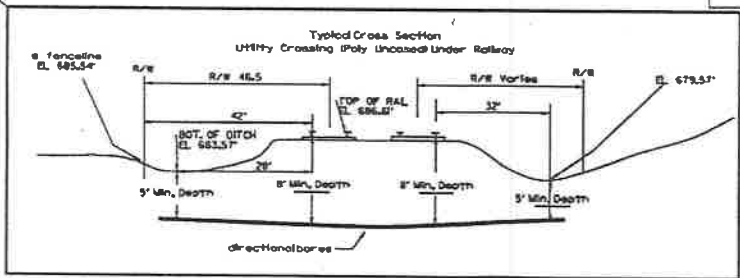 Typical Cross Section
Utility Crossing (Poly Uncased) Under Railway
@ fenceline
EL 685.54'
R/W
R/W 46.5
R/W Varies
R/W
EL 679.57'
42'
TOP OF RAIL
EL 686.61'
32'
BOT. OF DITCH
EL 683.57'
28'
5' Min. Depth
8' Min. Depth
8' Min. Depth
5' Min. Depth
directional bores